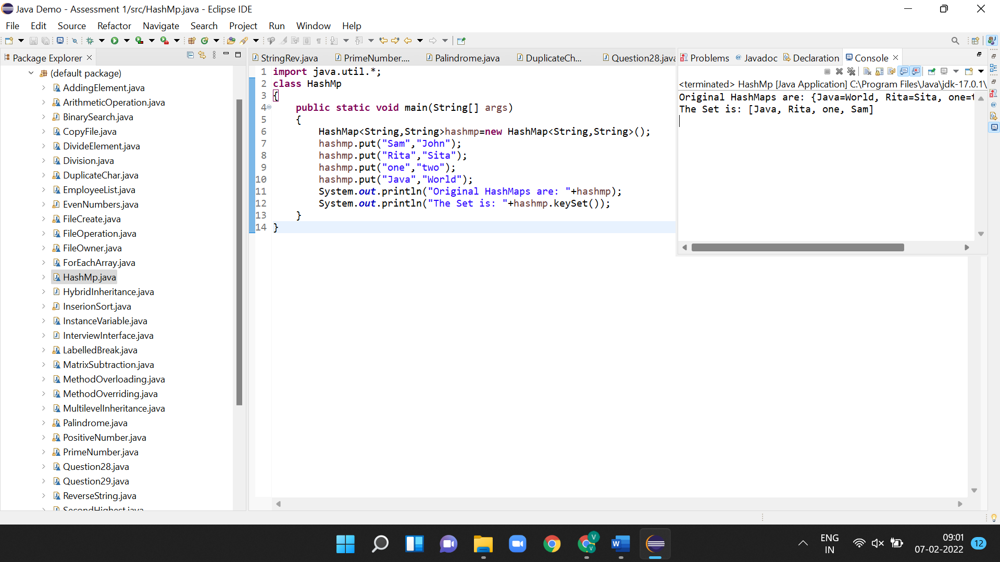 Java Demo - Assessment 1/src/HashMp.java - Eclipse IDE
File Edit Source Refactor Navigate Search Project Run Window Help
Package Explorer
(default package)
AddingElement.java
ArithmeticOperation.java
BinarySearch.java
CopyFile.java
DivideElement.java
Division.java
DuplicateChar.java
EmployeeList.java
EvenNumbers.java
FileCreate.java
FileOperation.java
FileOwner.java
ForEachArray.java
HashMp.java
HybridInheritance.java
InserionSort.java
InstanceVariable.java
InterviewInterface.java
LabelledBreak.java
MatrixSubtraction.java
MethodOverloading.java
MethodOverriding.java
MultilevelInheritance.java
Palindrome.java
PositiveNumber.java
PrimeNumber.java
Question28.java
Question29.java
ReverseString.java
SecondHighest.java
StringRev.java PrimeNumber.... Palindrome.java DuplicateCh... Question28.java
1 import java.util.*;
2 class HashMp
3 {
4 public static void main(String[] args)
5 {
6 HashMap<String,String>hashmp=new HashMap<String,String>();
7 hashmp.put("Sam","John");
8 hashmp.put("Rita","Sita");
9 hashmp.put("one","two");
10 hashmp.put("Java","World");
11 System.out.println("Original HashMaps are: "+hashmp);
12 System.out.println("The Set is: "+hashmp.keySet());
13 }
14 }
Problems @ Javadoc Declaration Console
<terminated> HashMp [Java Application] C:\Program Files\Java\jdk-17.0.1\
Original HashMaps are: {Java=World, Rita=Sita, one=t
The Set is: [Java, Rita, one, Sam]
ENG
IN
09:01
07-02-2022
12